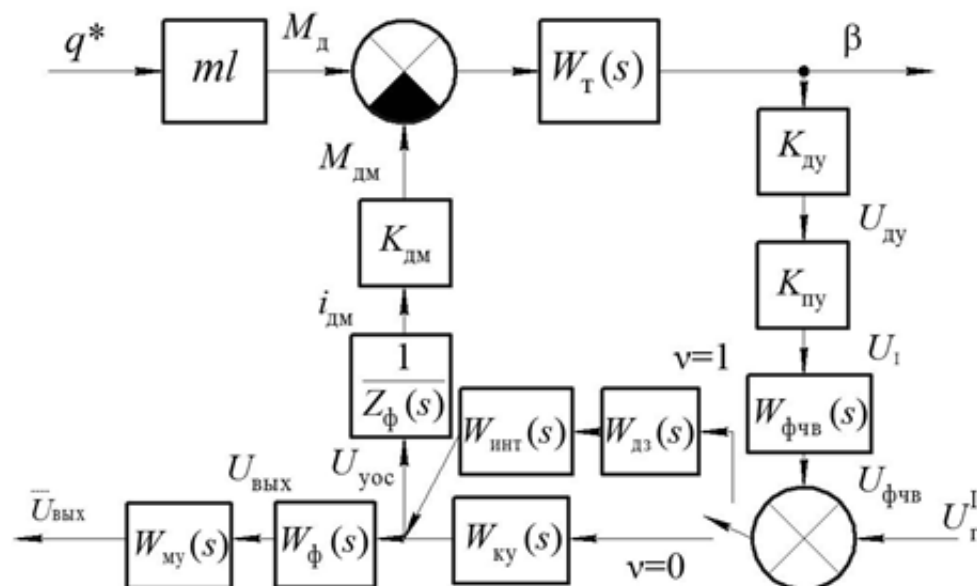 q* M_д β
ml W_т(s)
M_дм K_ду
U_ду
K_дм
K_пу
i_дм
U_1
ν=1
1
Z_ф(s)
W_фчв(s)
W_инт(s) W_дз(s)
U_вых U_уос U_фчв
U̅_вых
W_му(s) W_ф(s) W_ку(s)
ν=0